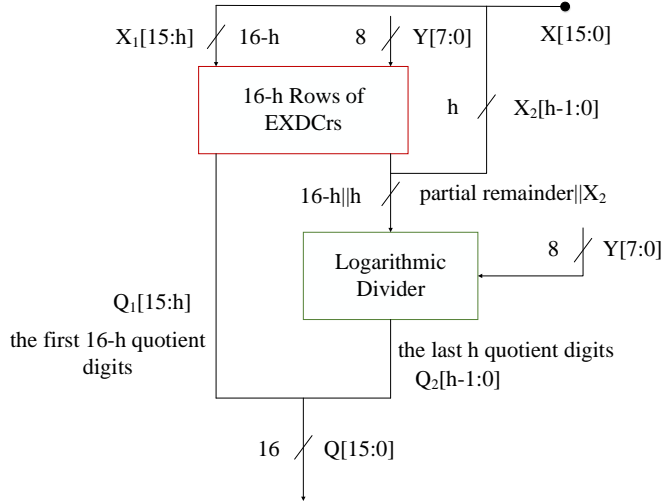 X₁[15:h]
16-h
8
Y[7:0]
X[15:0]
16-h Rows of
EXDCrs
h
X₂[h-1:0]
16-h||h
partial remainder||X₂
Logarithmic
Divider
8
Y[7:0]
Q₁[15:h]
the first 16-h quotient
digits
the last h quotient digits
Q₂[h-1:0]
16
Q[15:0]